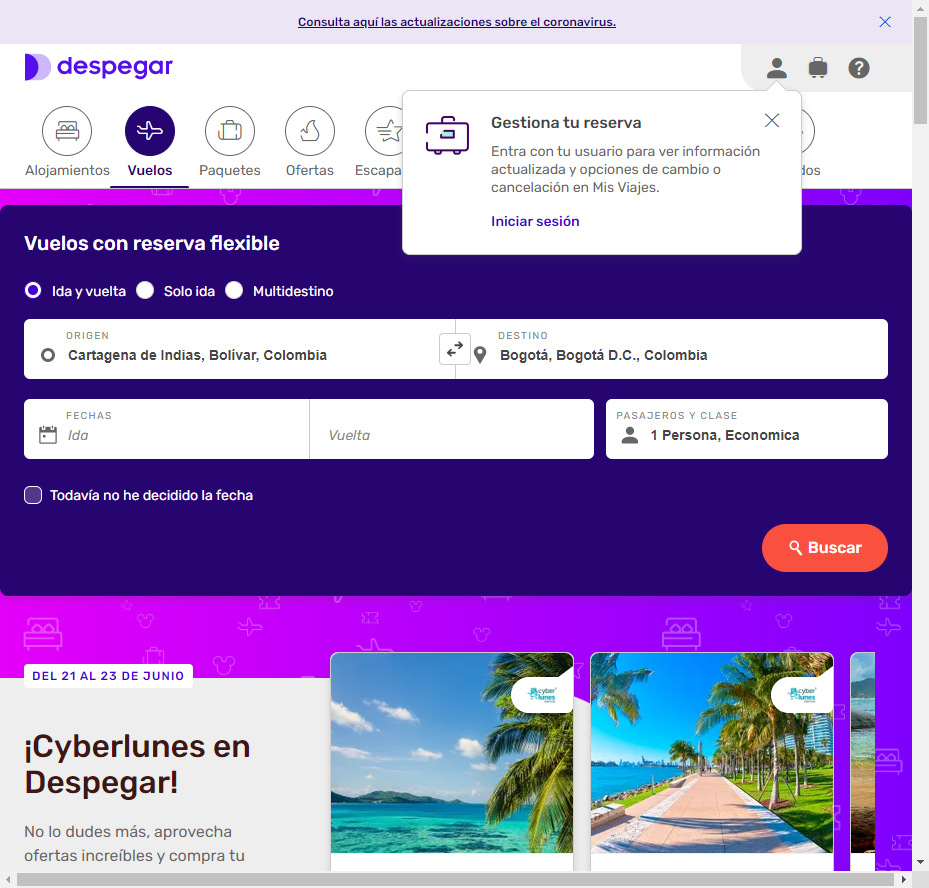 Consulta aquí las actualizaciones sobre el coronavirus.
despegar
Alojamientos
Vuelos
Paquetes
Ofertas
Escapa
dos
Gestiona tu reserva
Entra con tu usuario para ver información
actualizada y opciones de cambio o
cancelación en Mis Viajes.
Iniciar sesión
Vuelos con reserva flexible
Ida y vuelta
Solo ida
Multidestino
ORIGEN
Cartagena de Indias, Bolívar, Colombia
DESTINO
Bogotá, Bogotá D.C., Colombia
FECHAS
Ida
Vuelta
PASAJEROS Y CLASE
1 Persona, Economica
Todavía no he decidido la fecha
Buscar
DEL 21 AL 23 DE JUNIO
¡Cyberlunes en
Despegar!
No lo dudes más, aprovecha
ofertas increíbles y compra tu
cyber
lunes
cyber
lunes